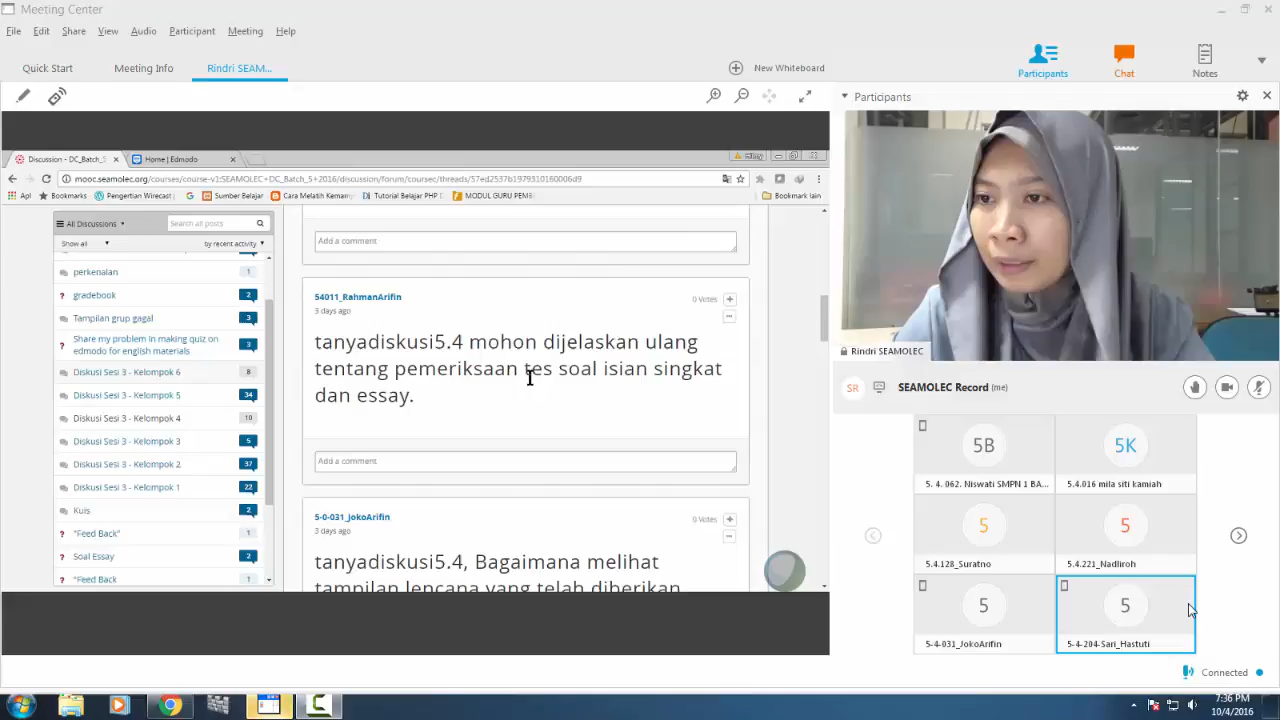 Meeting Center
File Edit Share View Audio Participant Meeting Help
Quick Start Meeting Info Rindri SEAM... New Whiteboard
Participants Chat Notes
Participants
Discussion - DC_Batch_5 Home | Edmodo
mooc.seamolec.org/courses/course-v1:SEAMOLEC+DC_Batch_5+2016/discussion/forum/coursec/threads/57ed2537b1979310160006d9
Apl Bookmarks Pengertian Wirecast Sumber Belajar Cara Melatih Keman Tutorial Belajar PHP MODUL GURU PEMB Bookmark lain
All Discussions Search all posts
Show all by recent activity
perkenalan 1
gradebook 2
Tampilan grup gagal 3
Share my problem in making quiz on
edmodo for english materials 3
Diskusi Sesi 3 - Kelompok 6 8
Diskusi Sesi 3 - Kelompok 5 34
Diskusi Sesi 3 - Kelompok 4 10
Diskusi Sesi 3 - Kelompok 3 5
Diskusi Sesi 3 - Kelompok 2 37
Diskusi Sesi 3 - Kelompok 1 22
Kuis 2
"Feed Back" 1
Soal Essay 2
"Feed Back 1
Add a comment
54011_RahmanArifin 0 Votes
3 days ago
tanyadiskusi5.4 mohon dijelaskan ulang
tentang pemeriksaan tes soal isian singkat
dan essay.
Add a comment
5-0-031_JokoArifin 0 Votes
3 days ago
tanyadiskusi5.4, Bagaimana melihat
tampilan lencana yang telah diberikan
Rindri SEAMOLEC
SR SEAMOLEC Record (me)
5B 5K
5. 4. 062. Niswati SMPN 1 BA... 5.4.016 mila siti kamiah
5 5
5.4.128_Suratno 5.4.221_Nadliroh
5 5
5-4-031_JokoArifin 5-4-204-Sari_Hastuti
Connected
7:36 PM
10/4/2016